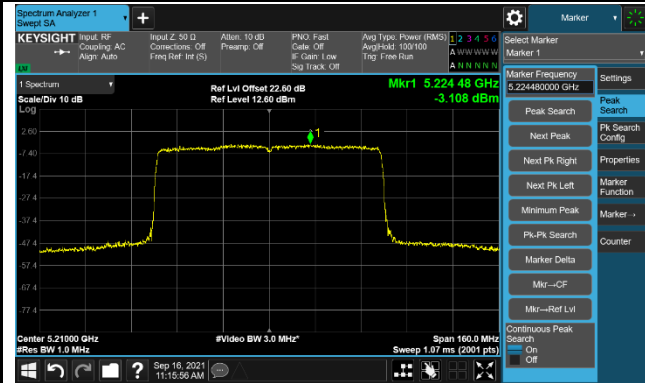 Spectrum Analyzer 1
Swept SA
+
Marker
KEYSIGHT
Input: RF
Coupling: AC
Align: Auto
Input Z: 50 Ω
Corrections: Off
Freq Ref: Int (S)
Atten: 10 dB
Preamp: Off
PNO: Fast
Gate: Off
IF Gain: Low
Sig Track: Off
Avg Type: Power (RMS)
Avg|Hold: 100/100
Trig: Free Run
1 2 3 4 5 6
A W W W W W
A N N N N N
Select Marker
Marker 1
1 Spectrum
Scale/Div 10 dB
Log
Ref Lvl Offset 22.60 dB
Ref Level 12.60 dBm
Mkr1 5.224 48 GHz
-3.108 dBm
1
2.60
-7.40
-17.4
-27.4
-37.4
-47.4
-57.4
-67.4
-77.4
Center 5.21000 GHz
#Res BW 1.0 MHz
#Video BW 3.0 MHz*
Span 160.0 MHz
Sweep 1.07 ms (2001 pts)
Marker Frequency
5.224480000 GHz
Peak Search
Next Peak
Next Pk Right
Next Pk Left
Minimum Peak
Pk-Pk Search
Marker Delta
Mkr→CF
Mkr→Ref Lvl
Continuous Peak
Search
On
Off
Settings
Peak
Search
Pk Search
Config
Properties
Marker
Function
Marker→
Counter
?
Sep 16, 2021
11:15:56 AM